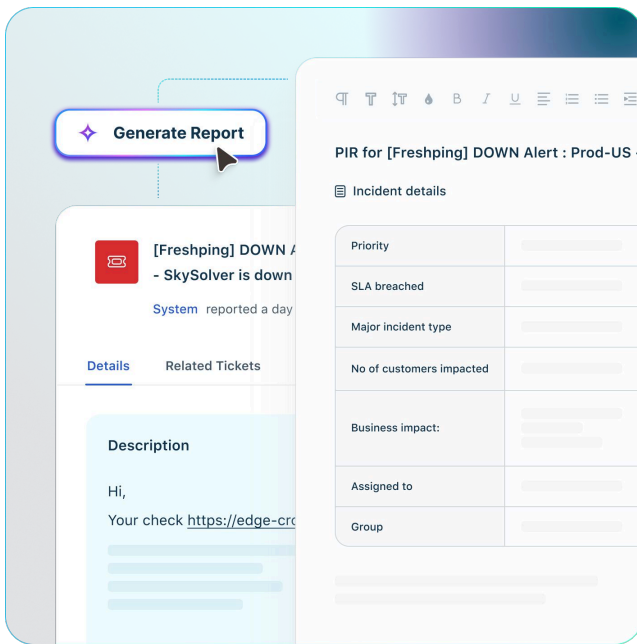 Generate Report
[Freshping] DOWN
- SkySolver is down
System reported a day
Details Related Tickets
Description
Hi,
Your check https://edge-cro
B I U
PIR for [Freshping] DOWN Alert : Prod-US -
Incident details
Priority
SLA breached
Major incident type
No of customers impacted
Business impact:
Assigned to
Group